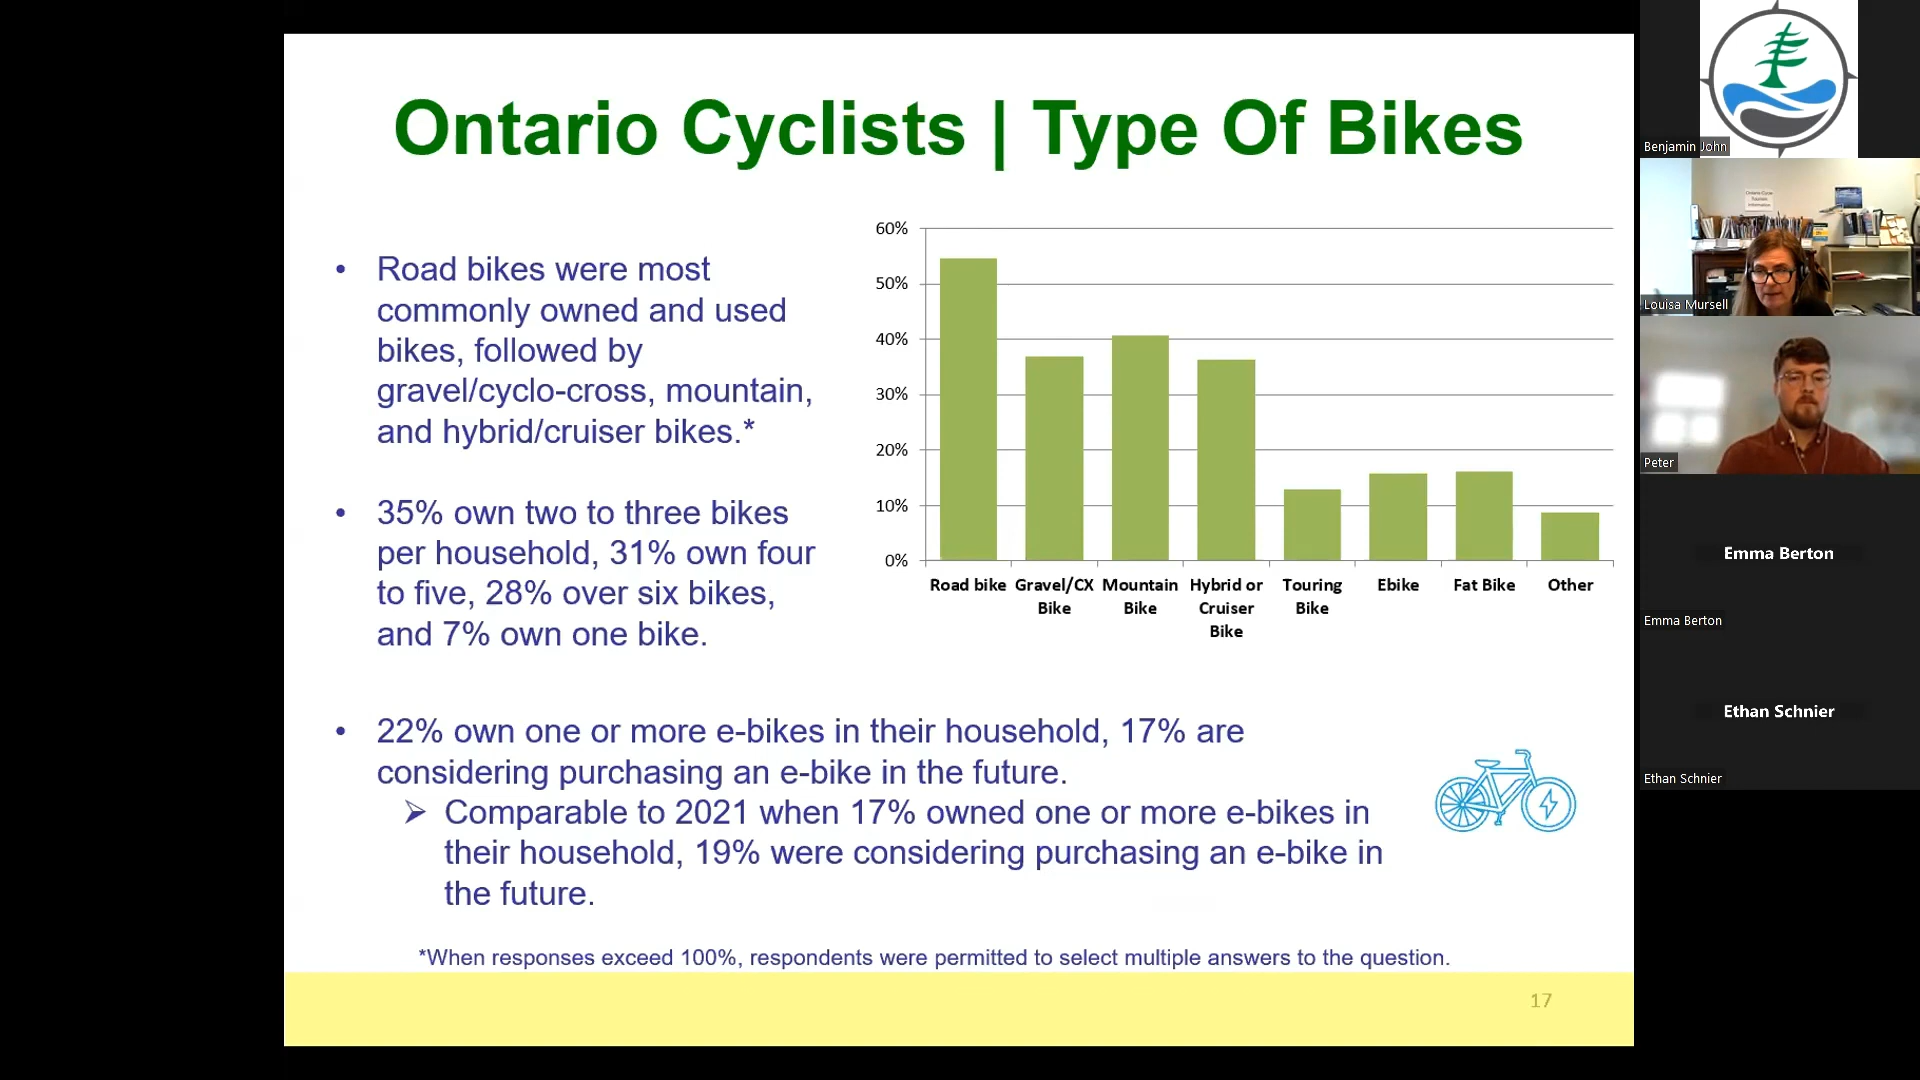 Ontario Cyclists | Type Of Bikes
• Road bikes were most
commonly owned and used
bikes, followed by
gravel/cyclo-cross, mountain,
and hybrid/cruiser bikes.*
• 35% own two to three bikes
per household, 31% own four
to five, 28% over six bikes,
and 7% own one bike.
60%
50%
40%
30%
20%
10%
0%
Road bike
Gravel/CX
Bike
Mountain
Bike
Hybrid or
Cruiser
Bike
Touring
Bike
Ebike
Fat Bike
Other
• 22% own one or more e-bikes in their household, 17% are
considering purchasing an e-bike in the future.
➢ Comparable to 2021 when 17% owned one or more e-bikes in
their household, 19% were considering purchasing an e-bike in
the future.
*When responses exceed 100%, respondents were permitted to select multiple answers to the question.
17
Benjamin John
Ontario Cycle
Tourism
Information
Louisa Mursell
Peter
Emma Berton
Emma Berton
Ethan Schnier
Ethan Schnier